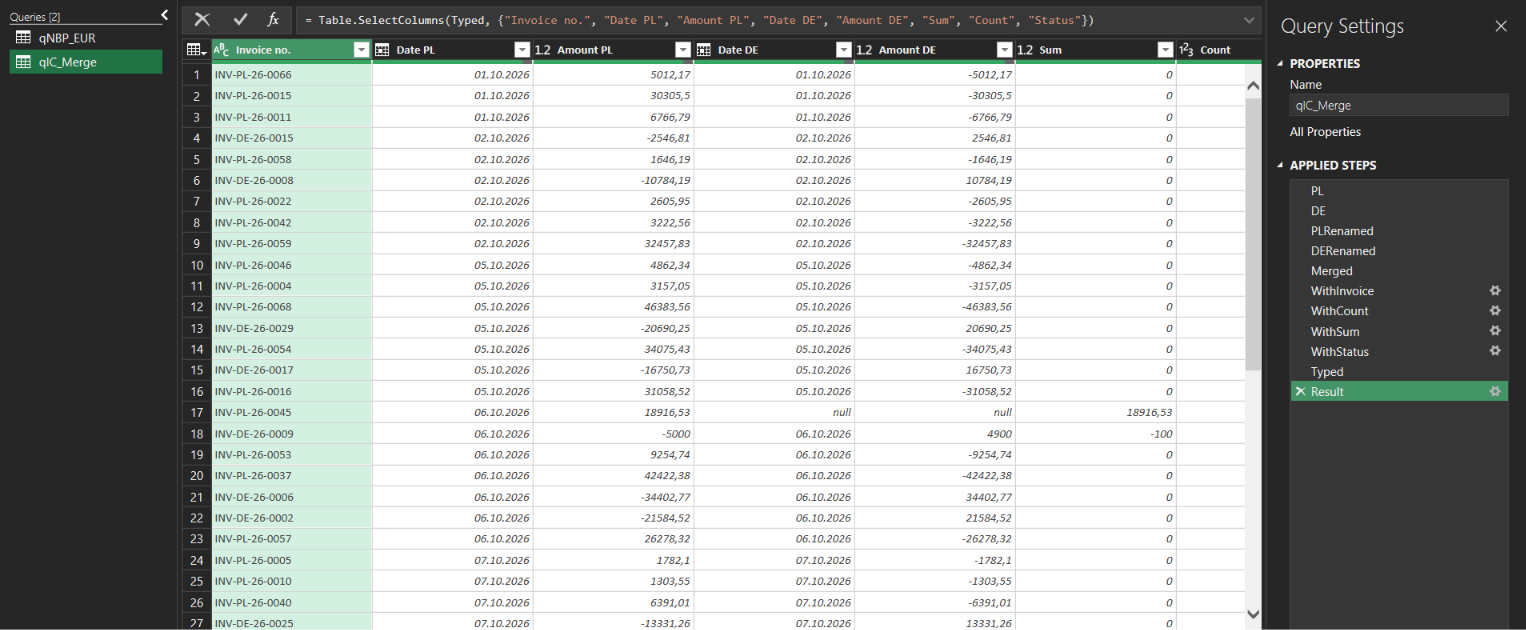 Queries [2]
qNBP_EUR
qIC_Merge
fx = Table.SelectColumns(Typed, {"Invoice no.", "Date PL", "Amount PL", "Date DE", "Amount DE", "Sum", "Count", "Status"})
ABC Invoice no. Date PL 1.2 Amount PL Date DE 1.2 Amount DE 1.2 Sum 123 Count
1 INV-PL-26-0066 01.10.2026 5012,17 01.10.2026 -5012,17 0
2 INV-PL-26-0015 01.10.2026 30305,5 01.10.2026 -30305,5 0
3 INV-PL-26-0011 01.10.2026 6766,79 01.10.2026 -6766,79 0
4 INV-DE-26-0015 02.10.2026 -2546,81 02.10.2026 2546,81 0
5 INV-PL-26-0058 02.10.2026 1646,19 02.10.2026 -1646,19 0
6 INV-DE-26-0008 02.10.2026 -10784,19 02.10.2026 10784,19 0
7 INV-PL-26-0022 02.10.2026 2605,95 02.10.2026 -2605,95 0
8 INV-PL-26-0042 02.10.2026 3222,56 02.10.2026 -3222,56 0
9 INV-PL-26-0059 02.10.2026 32457,83 02.10.2026 -32457,83 0
10 INV-PL-26-0046 05.10.2026 4862,34 05.10.2026 -4862,34 0
11 INV-PL-26-0004 05.10.2026 3157,05 05.10.2026 -3157,05 0
12 INV-PL-26-0068 05.10.2026 46383,56 05.10.2026 -46383,56 0
13 INV-DE-26-0029 05.10.2026 -20690,25 05.10.2026 20690,25 0
14 INV-PL-26-0054 05.10.2026 34075,43 05.10.2026 -34075,43 0
15 INV-DE-26-0017 05.10.2026 -16750,73 05.10.2026 16750,73 0
16 INV-PL-26-0016 05.10.2026 31058,52 05.10.2026 -31058,52 0
17 INV-PL-26-0045 06.10.2026 18916,53 null null 18916,53
18 INV-DE-26-0009 06.10.2026 -5000 06.10.2026 4900 -100
19 INV-PL-26-0053 06.10.2026 9254,74 06.10.2026 -9254,74 0
20 INV-PL-26-0037 06.10.2026 42422,38 06.10.2026 -42422,38 0
21 INV-DE-26-0006 06.10.2026 -34402,77 06.10.2026 34402,77 0
22 INV-DE-26-0002 06.10.2026 -21584,52 06.10.2026 21584,52 0
23 INV-PL-26-0057 06.10.2026 26278,32 06.10.2026 -26278,32 0
24 INV-PL-26-0005 07.10.2026 1782,1 07.10.2026 -1782,1 0
25 INV-PL-26-0010 07.10.2026 1303,55 07.10.2026 -1303,55 0
26 INV-PL-26-0040 07.10.2026 6391,01 07.10.2026 -6391,01 0
27 INV-DE-26-0025 07.10.2026 -13331,26 07.10.2026 13331,26 0
Query Settings
PROPERTIES
Name
qIC_Merge
All Properties
APPLIED STEPS
PL
DE
PLRenamed
DERenamed
Merged
WithInvoice
WithCount
WithSum
WithStatus
Typed
Result